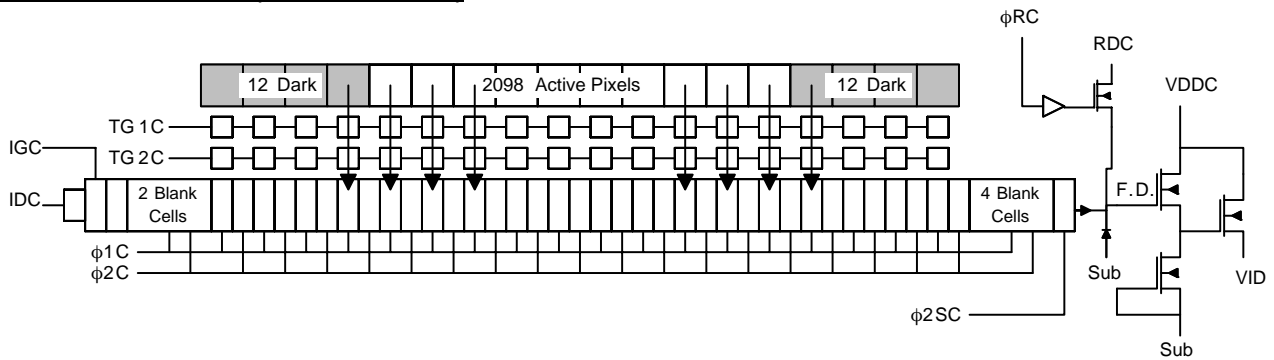 ϕRC
RDC
12 Dark
2098 Active Pixels
12 Dark
VDDC
TG 1C
TG 2C
IGC
IDC
2 Blank
Cells
4 Blank
Cells
F.D.
ϕ1C
ϕ2C
Sub
VID
ϕ2SC
Sub